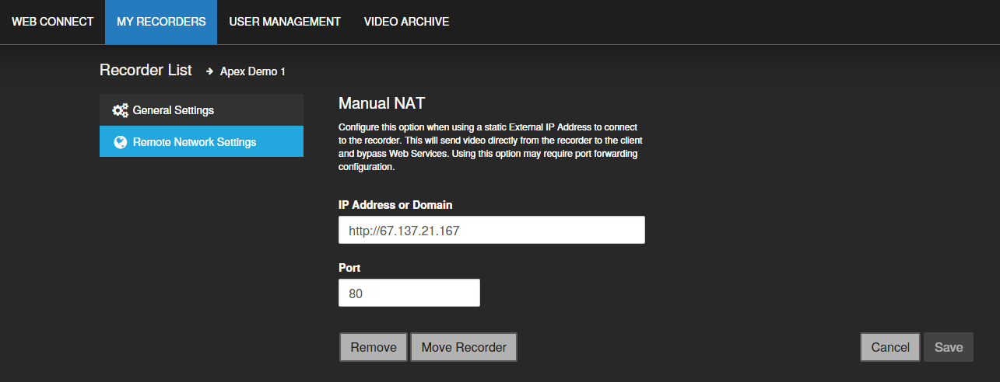 WEB CONNECT MY RECORDERS USER MANAGEMENT VIDEO ARCHIVE
Recorder List → Apex Demo 1
General Settings
Remote Network Settings
Manual NAT
Configure this option when using a static External IP Address to connect
to the recorder. This will send video directly from the recorder to the client
and bypass Web Services. Using this option may require port forwarding
configuration.
IP Address or Domain
http://67.137.21.167
Port
80
Remove Move Recorder Cancel Save